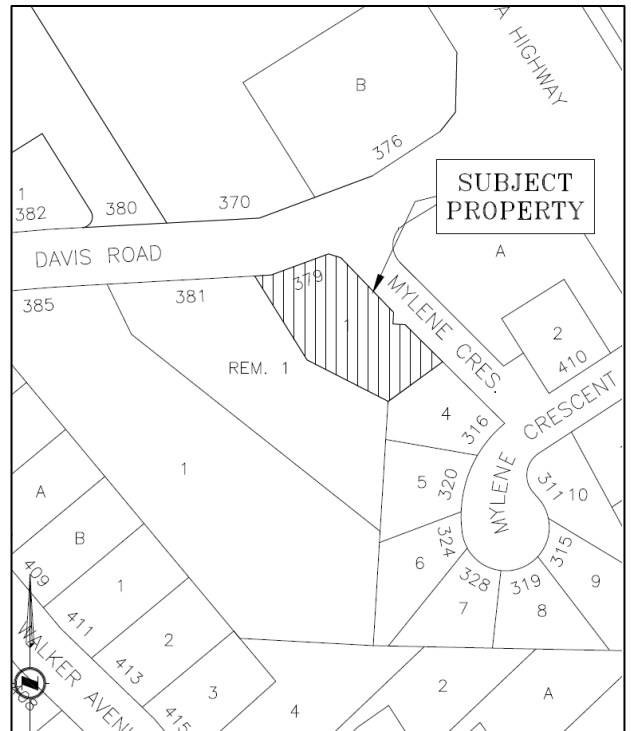 A HIGHWAY
B
376
SUBJECT
PROPERTY
1
382
380
370
DAVIS ROAD
379
A
385
381
1
MYLENE CRES.
2
410
REM. 1
4
316
MYLENE CRESCENT
1
5
320
311
10
A
B
324
6
315
9
409
1
328
319
7
8
411
2
WALKER AVENU
413
3
2
A
415
4